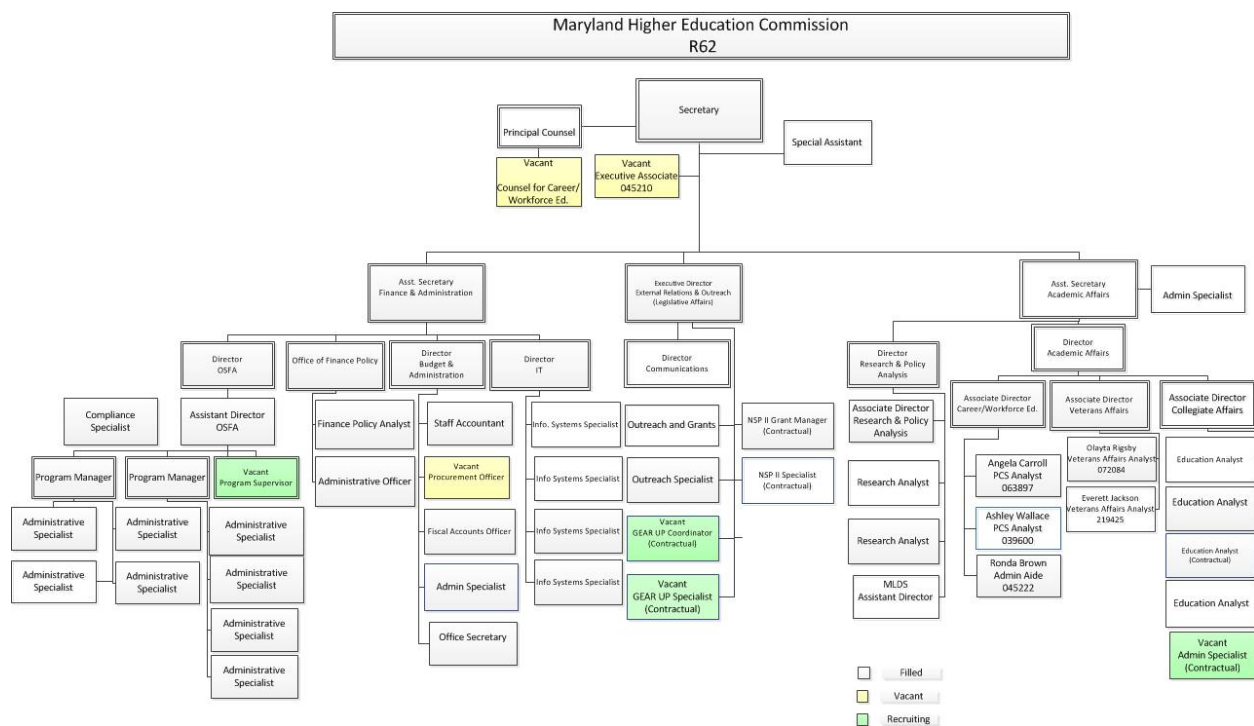 Maryland Higher Education Commission
R62
Secretary
Principal Counsel
Special Assistant
Vacant
Counsel for Career/
Workforce Ed.
Vacant
Executive Associate
045210
Asst. Secretary
Finance & Administration
Executive Director
External Relations & Outreach
(Legislative Affairs)
Asst. Secretary
Academic Affairs
Admin Specialist
Director
OSFA
Office of Finance Policy
Director
Budget &
Administration
Director
IT
Director
Communications
Director
Research & Policy
Analysis
Director
Academic Affairs
Associate Director
Career/Workforce Ed.
Associate Director
Veterans Affairs
Associate Director
Collegiate Affairs
Compliance
Specialist
Assistant Director
OSFA
Program Manager
Program Manager
Vacant
Program Supervisor
Administrative
Specialist
Administrative
Specialist
Administrative
Specialist
Administrative
Specialist
Administrative
Specialist
Administrative
Specialist
Administrative
Specialist
Administrative
Specialist
Finance Policy Analyst
Administrative Officer
Staff Accountant
Vacant
Procurement Officer
Fiscal Accounts Officer
Admin Specialist
Office Secretary
Info. Systems Specialist
Info Systems Specialist
Info Systems Specialist
Info Systems Specialist
Outreach and Grants
Outreach Specialist
Vacant
GEAR UP Coordinator
(Contractual)
Vacant
GEAR UP Specialist
(Contractual)
NSP II Grant Manager
(Contractual)
NSP II Specialist
(Contractual)
Associate Director
Research & Policy
Analysis
Research Analyst
Research Analyst
MLDS
Assistant Director
Angela Carroll
PCS Analyst
063897
Ashley Wallace
PCS Analyst
039600
Ronda Brown
Admin Aide
045222
Olayta Rigsby
Veterans Affairs Analyst
072084
Everett Jackson
Veterans Affairs Analyst
219425
Education Analyst
Education Analyst
Education Analyst
(Contractual)
Education Analyst
Vacant
Admin Specialist
(Contractual)
Filled
Vacant
Recruiting